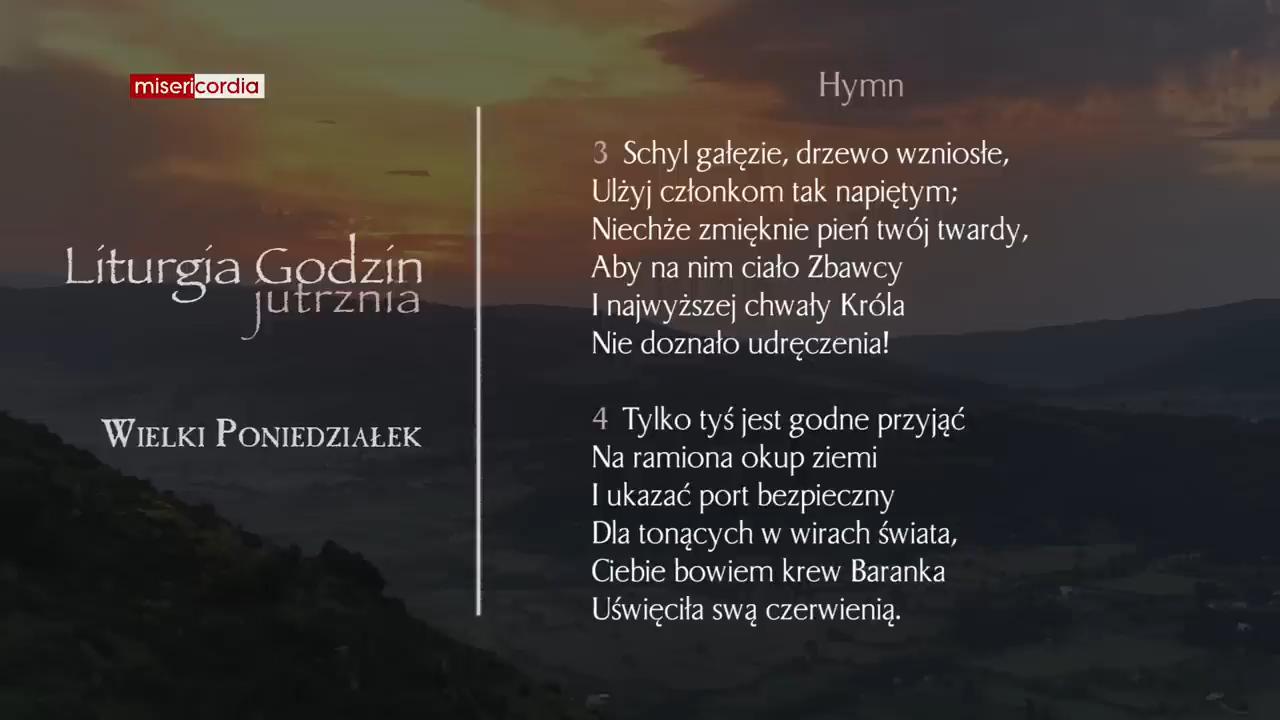 misericordia
Liturgia Godzin
jutrznia
Wielki Poniedziałek
Hymn
3 Schyl gałęzie, drzewo wzniosłe,
Ulżyj członkom tak napiętym;
Niechże zmięknie pień twój twardy,
Aby na nim ciało Zbawcy
I najwyższej chwały Króla
Nie doznało udręczenia!
4 Tylko tyś jest godne przyjąć
Na ramiona okup ziemi
I ukazać port bezpieczny
Dla tonących w wirach świata,
Ciebie bowiem krew Baranka
Uświęciła swą czerwienią.